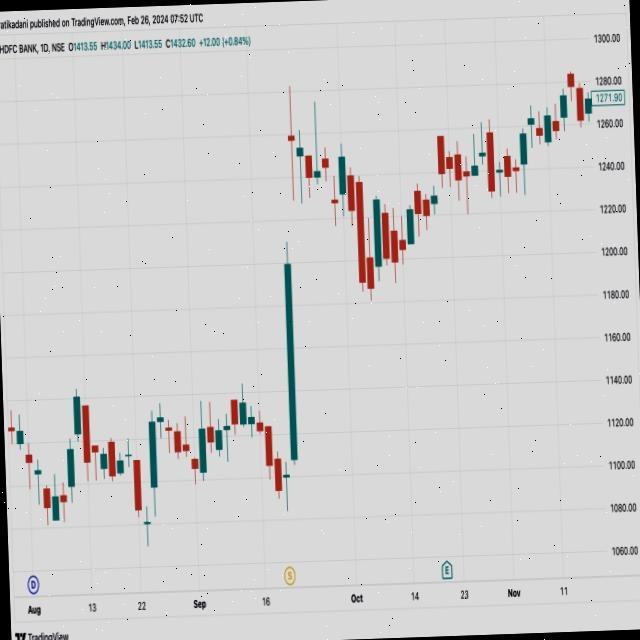 atikadani published on TradingView.com, Feb 26, 2024 07:52 UTC
HDFC BANK, 1D, NSE O1413.55 H1434.00 L1413.55 C1432.60 +12.00 (+0.84%)
1300.00
1280.00
1271.90
1260.00
1240.00
1220.00
1200.00
1180.00
1160.00
1140.00
1120.00
1100.00
1080.00
1060.00
D S E
Aug 13 22 Sep 16 Oct 14 23 Nov 11
TradingView